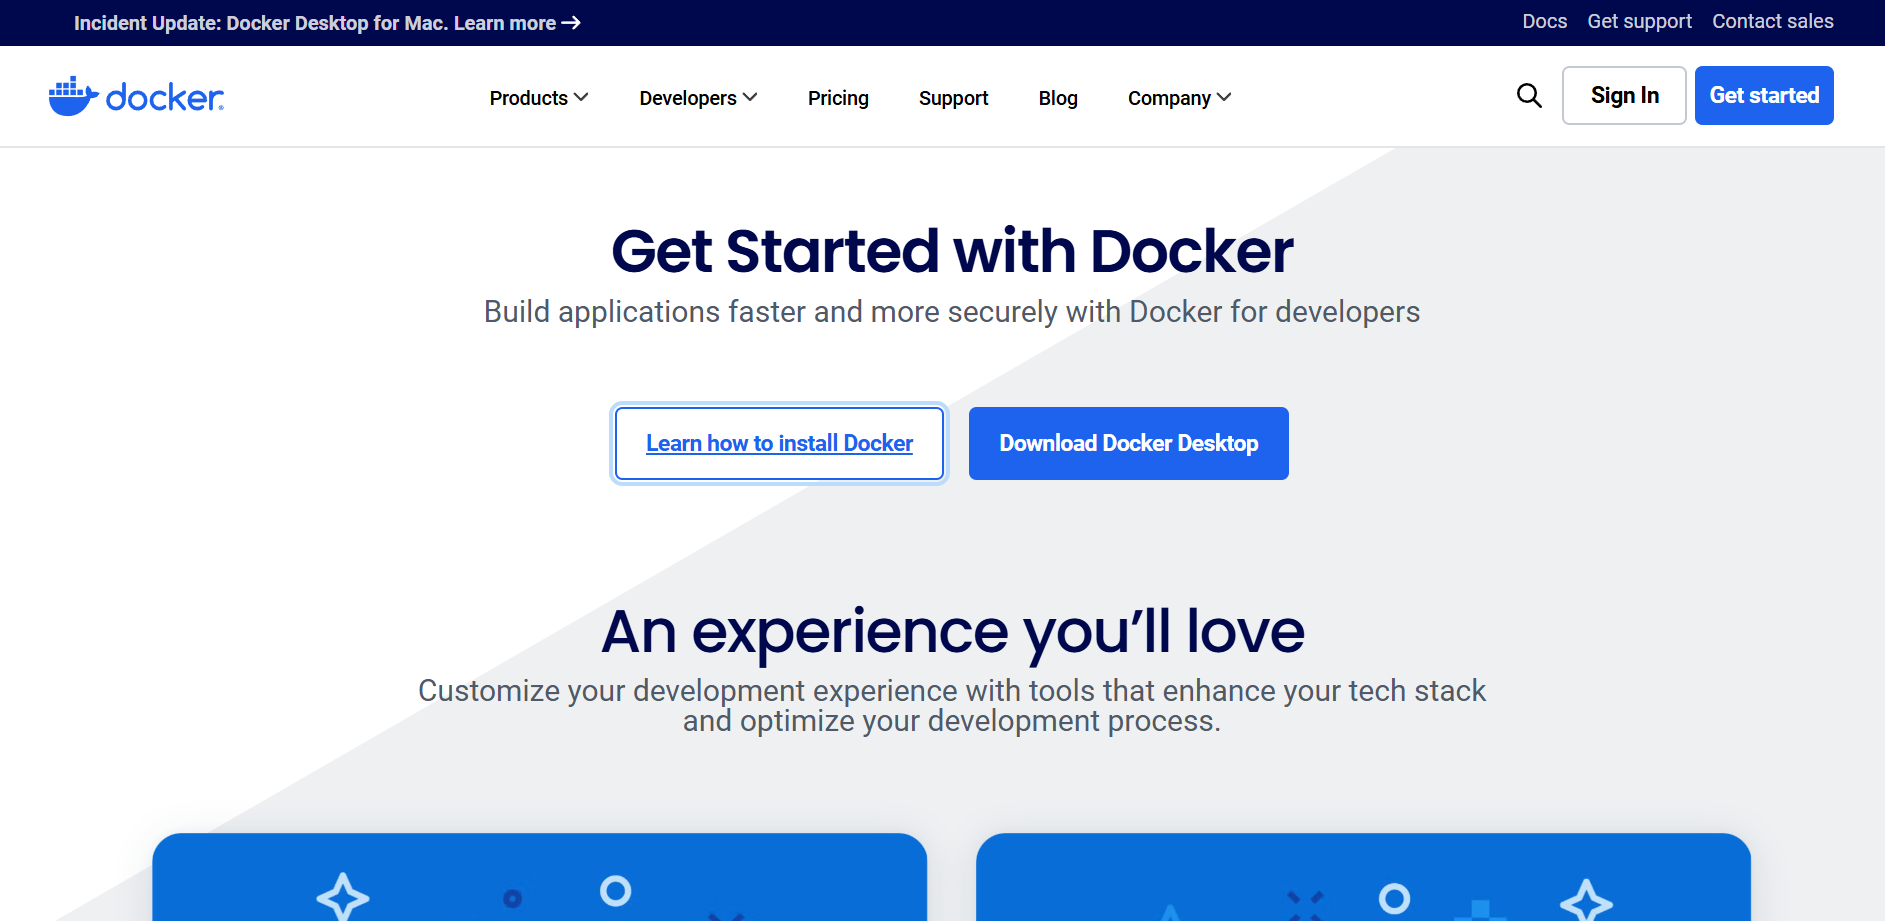 Incident Update: Docker Desktop for Mac. Learn more →
Docs Get support Contact sales
docker
Products Developers Pricing Support Blog Company
Sign In Get started
Get Started with Docker
Build applications faster and more securely with Docker for developers
Learn how to install Docker
Download Docker Desktop
An experience you’ll love
Customize your development experience with tools that enhance your tech stack
and optimize your development process.